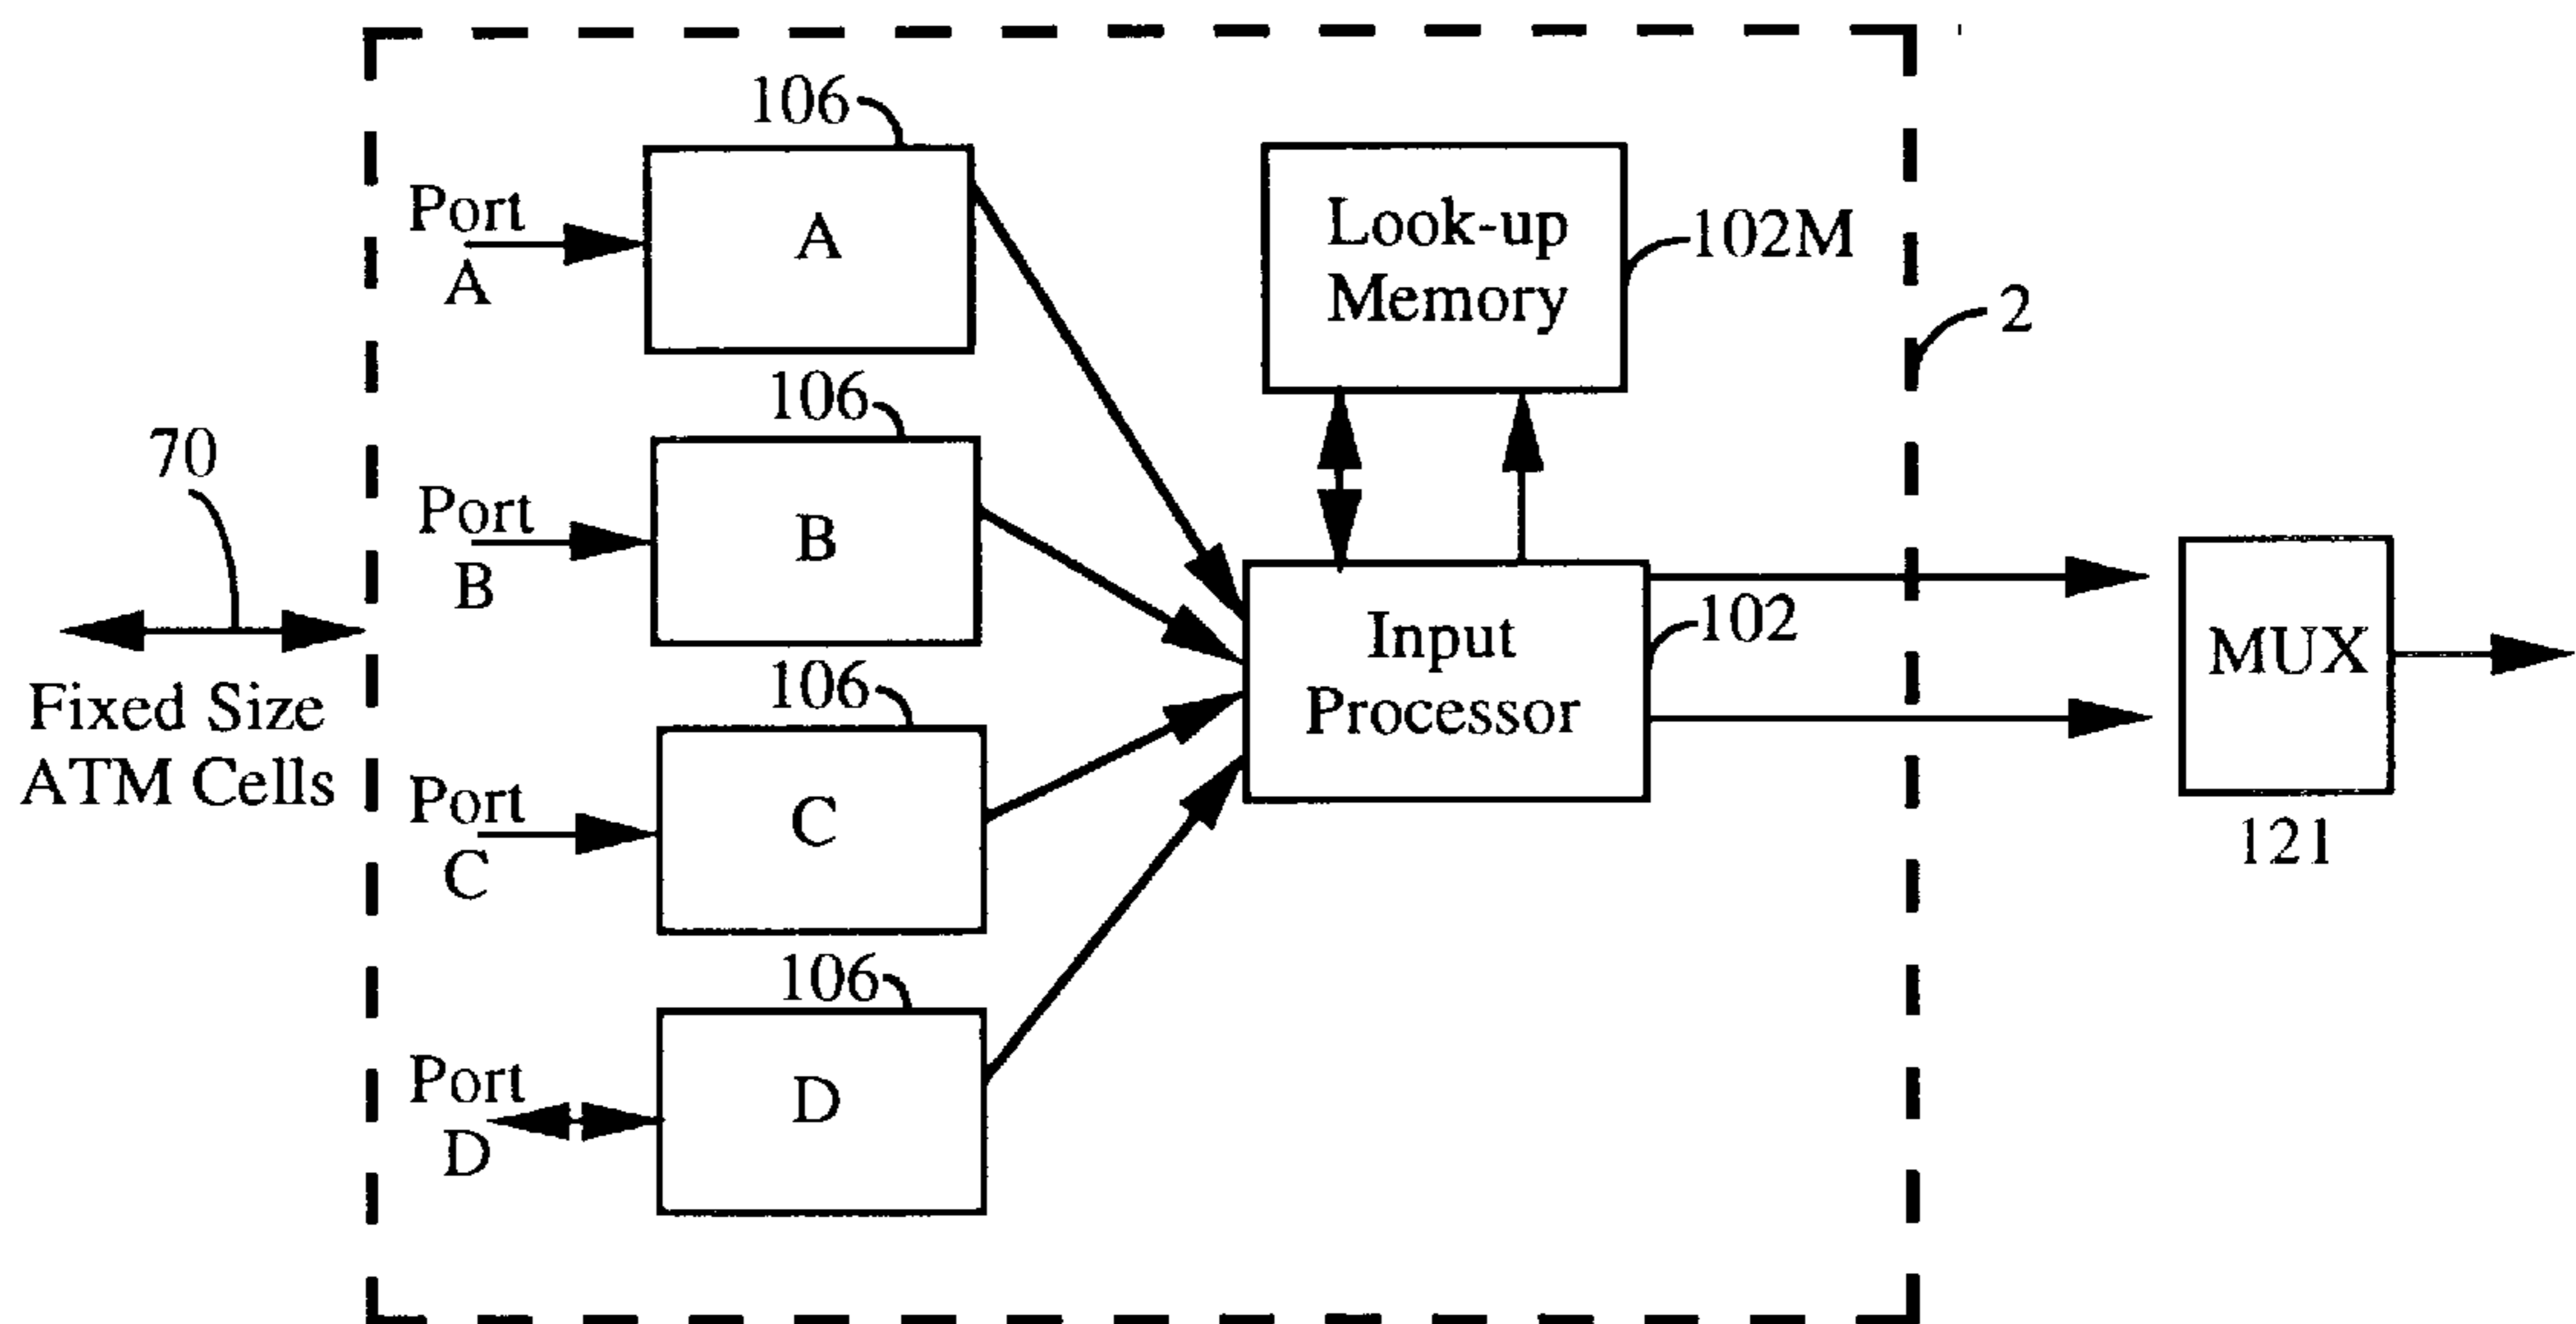 106
Port
A
A
Look-up
Memory
102M
2
106
70
Port
B
B
106
Fixed Size
ATM Cells
Input
Processor
102
MUX
121
Port
C
C
106
Port
D
D